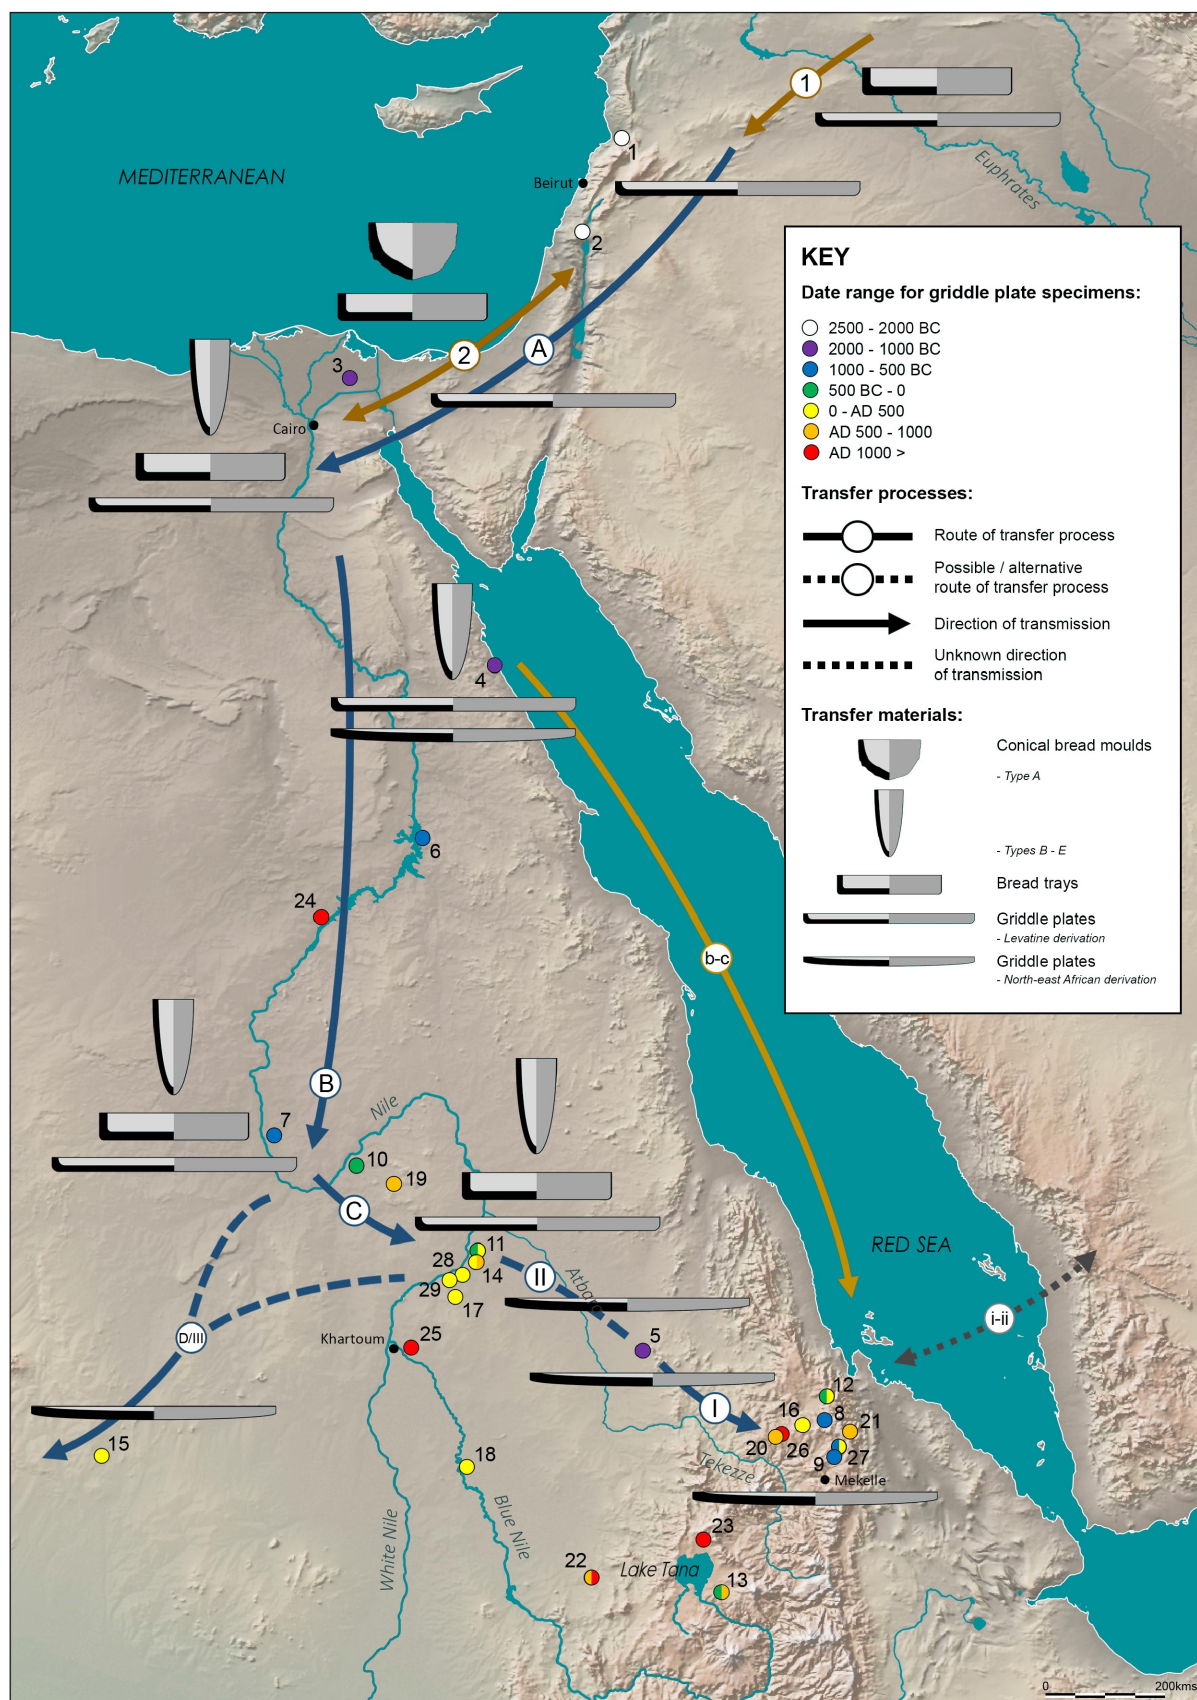 1
1
MEDITERRANEAN
Beirut
Euphrates
2
KEY
Date range for griddle plate specimens:
2500 - 2000 BC
2000 - 1000 BC
1000 - 500 BC
500 BC - 0
0 - AD 500
AD 500 - 1000
AD 1000 >
Transfer processes:
Route of transfer process
Possible / alternative
route of transfer process
Direction of transmission
Unknown direction
of transmission
Transfer materials:
Conical bread moulds
- Type A
- Types B - E
Bread trays
Griddle plates
- Levatine derivation
Griddle plates
- North-east African derivation
2
A
3
Cairo
4
6
24
b-c
B
Nile
7
10
19
C
RED SEA
11
28
14
II
Atbara
29
17
i-ii
D/III
Khartoum
25
5
12
I
16
8
21
15
20
26
27
9
Tekezze
Mekelle
18
Blue Nile
White Nile
23
22
Lake Tana
13
0
200kms